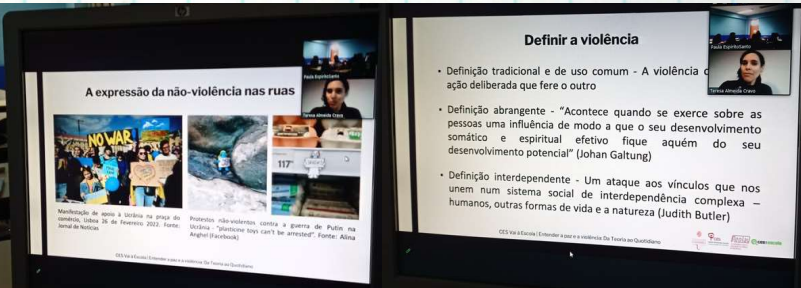 A expressão da não-violência nas ruas
Paula EspiritoSanto
Teresa Almeida Cravo
NO WAR
117
Manifestação de apoio à Ucrânia na praça do
comércio, Lisboa 26 de Fevereiro 2022. Fonte:
Jornal de Notícias
Protestos não-violentos contra a guerra de Putin na
Ucrânia - "plasticine toys can't be arrested". Fonte: Alina
Anghel (Facebook)
CES Vai à Escola | Entender a paz e a violência: Da Teoria ao Quotidiano
Definir a violência
Paula EspiritoSanto
Teresa Almeida Cravo
• Definição tradicional e de uso comum - A violência
ação deliberada que fere o outro
• Definição abrangente - “Acontece quando se exerce sobre as
pessoas uma influência de modo a que o seu desenvolvimento
somático e espiritual efetivo fique aquém do seu
desenvolvimento potencial” (Johan Galtung)
• Definição interdependente - Um ataque aos vínculos que nos
unem num sistema social de interdependência complexa –
humanos, outras formas de vida e a natureza (Judith Butler)
CES Vai à Escola | Entender a paz e a violência: Da Teoria ao Quotidiano